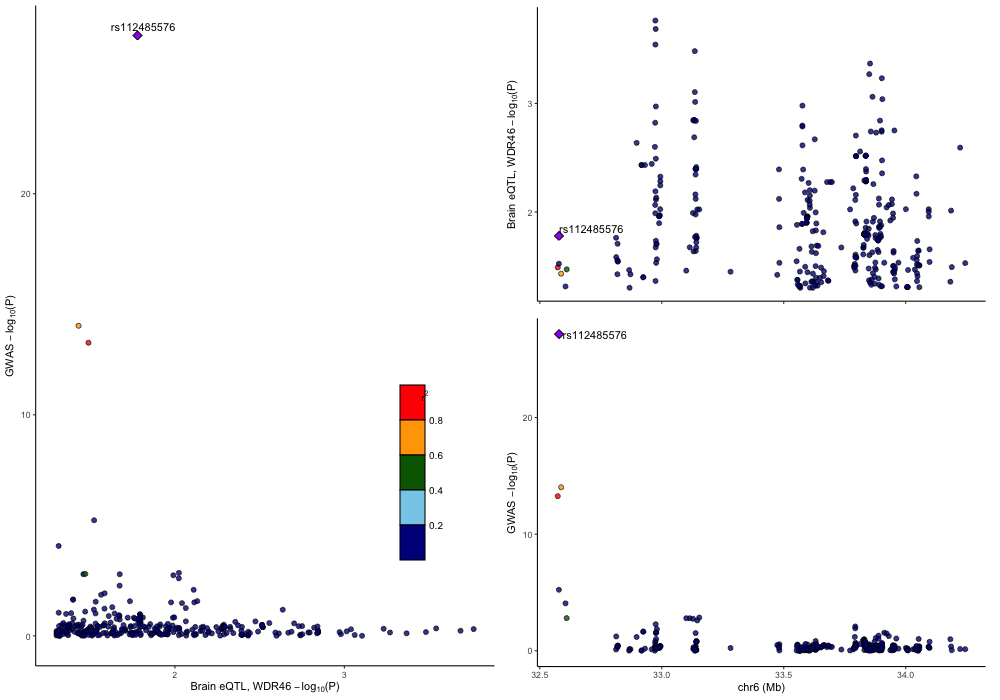 rs112485576
20
10
0
GWAS −log10(P)
2
3
Brain eQTL, WDR46 −log10(P)
r2
0.8
0.6
0.4
0.2
3
2
Brain eQTL, WDR46 −log10(P)
rs112485576
rs112485576
20
10
0
GWAS −log10(P)
32.5
33.0
33.5
34.0
chr6 (Mb)